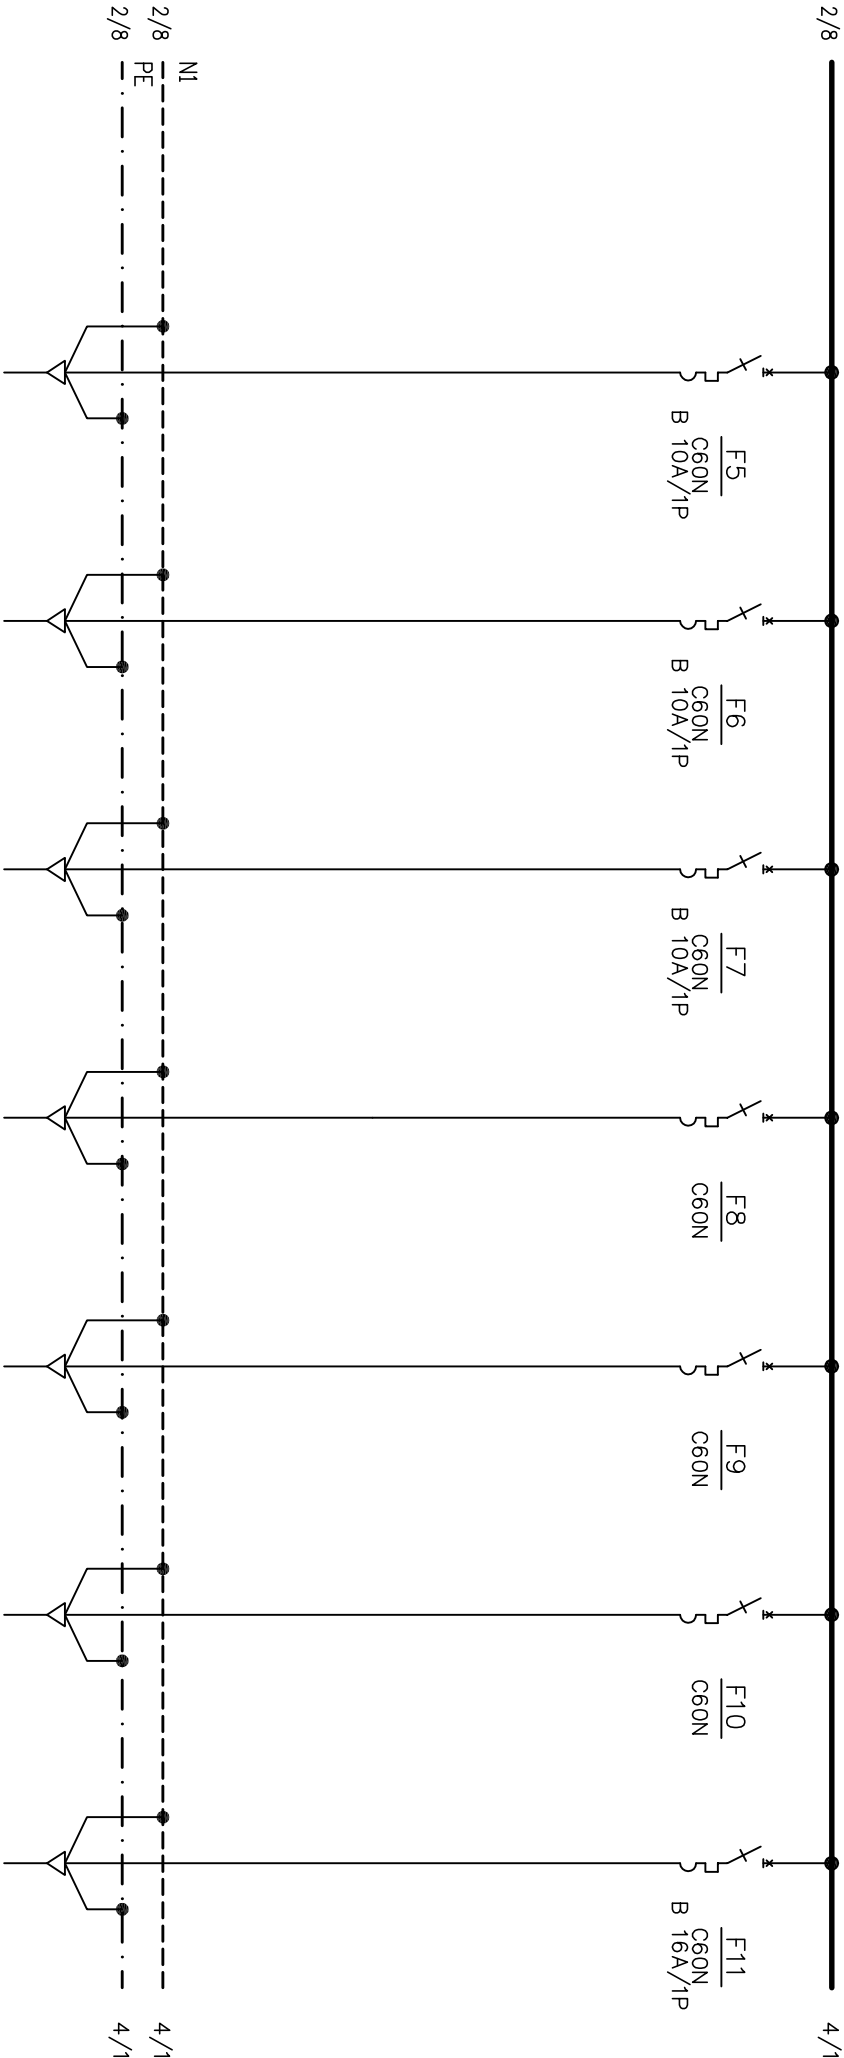 2/8
F5
C60N
B 10A/1P
F6
C60N
B 10A/1P
F7
C60N
B 10A/1P
F8
C60N
F9
C60N
F10
C60N
F11
C60N
B 16A/1P
4/1
N1
2/8
4/1
PE
2/8
4/1